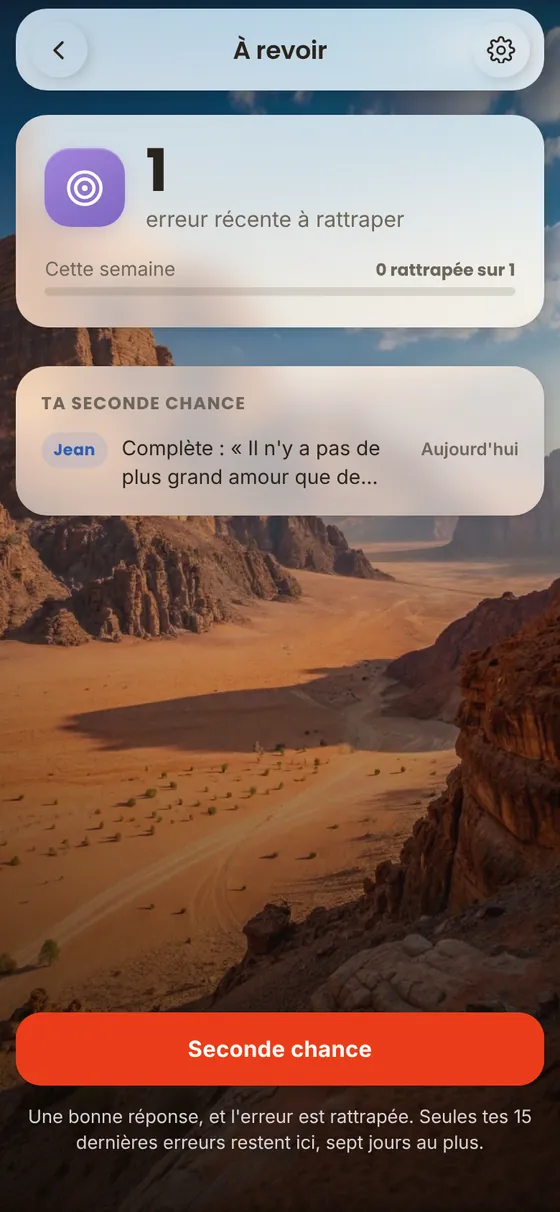 À revoir
1
erreur récente à rattraper
Cette semaine
0 rattrapée sur 1
TA SECONDE CHANCE
Jean
Complète : « Il n'y a pas de
plus grand amour que de...
Aujourd'hui
Seconde chance
Une bonne réponse, et l'erreur est rattrapée. Seules tes 15
dernières erreurs restent ici, sept jours au plus.